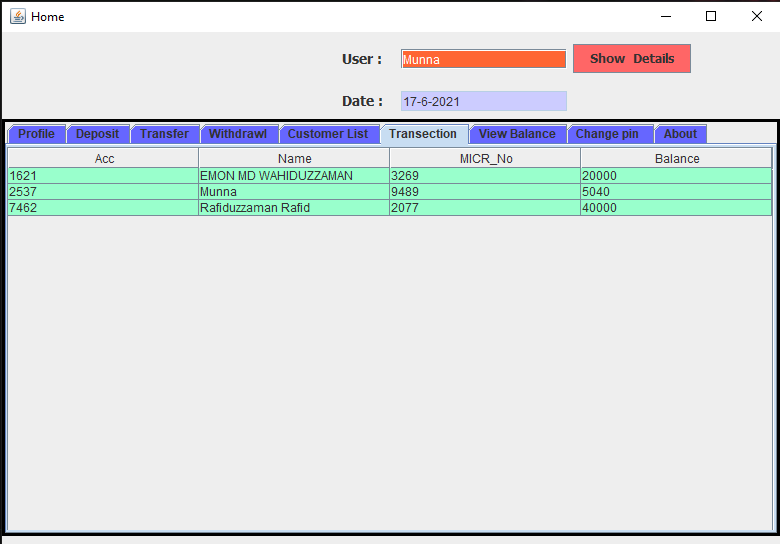 Home
User : Munna Show Details
Date : 17-6-2021
Profile Deposit Transfer Withdrawl Customer List Transection View Balance Change pin About
Acc Name MICR_No Balance
1621 EMON MD WAHIDUZZAMAN 3269 20000
2537 Munna 9489 5040
7462 Rafiduzzaman Rafid 2077 40000